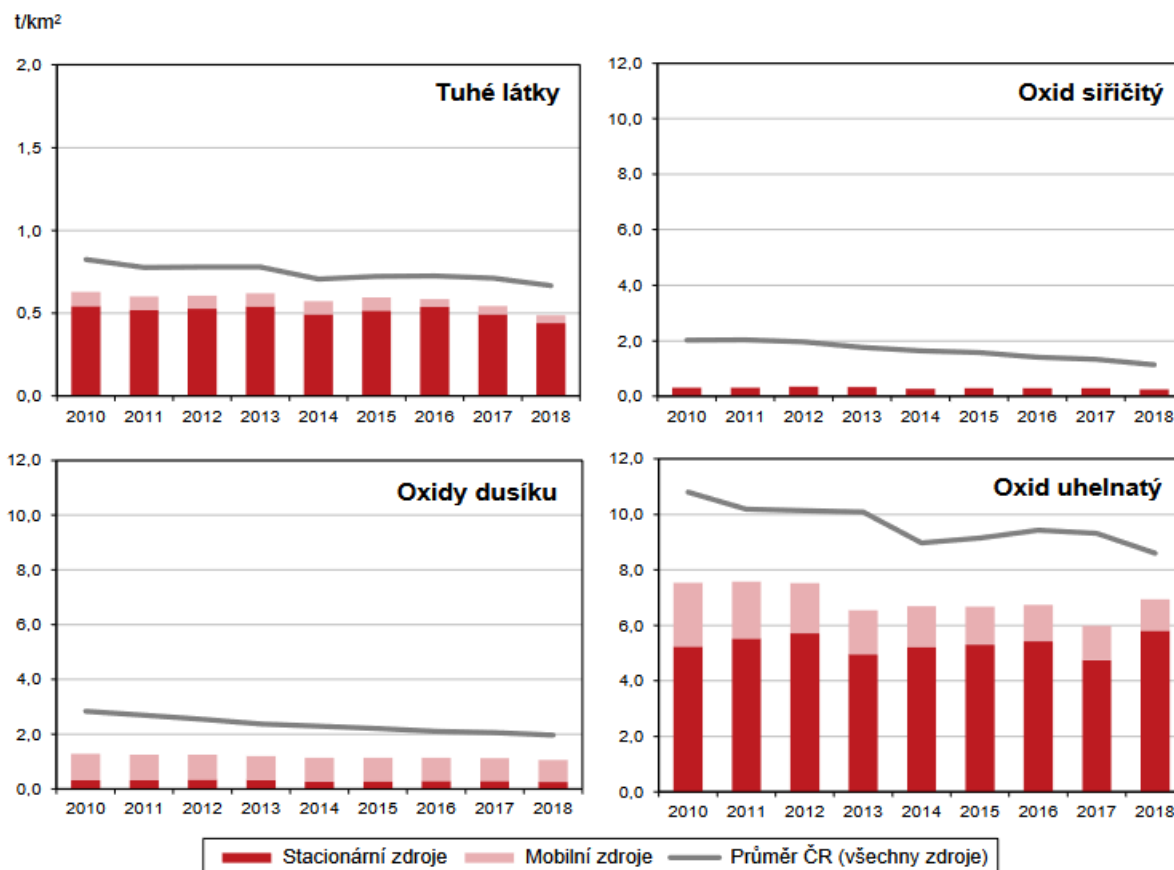 t/km²
Tuhé látky
2,0
1,5
1,0
0,5
0,0
2010 2011 2012 2013 2014 2015 2016 2017 2018
Oxid siřičitý
12,0
10,0
8,0
6,0
4,0
2,0
0,0
2010 2011 2012 2013 2014 2015 2016 2017 2018
Oxidy dusíku
12,0
10,0
8,0
6,0
4,0
2,0
0,0
2010 2011 2012 2013 2014 2015 2016 2017 2018
Oxid uhelnatý
12,0
10,0
8,0
6,0
4,0
2,0
0,0
2010 2011 2012 2013 2014 2015 2016 2017 2018
Stacionární zdroje Mobilní zdroje Průměr ČR (všechny zdroje)